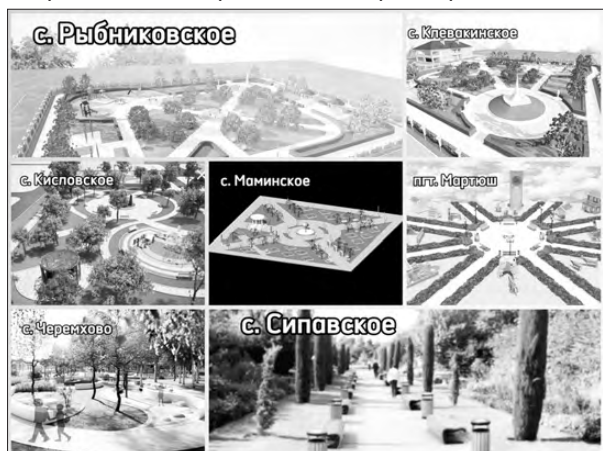 с. Рыбниковское
с. Клевакинское
с. Кисловское
с. Маминское
пгт. Мартюш
с. Черемхово
с. Сипавское